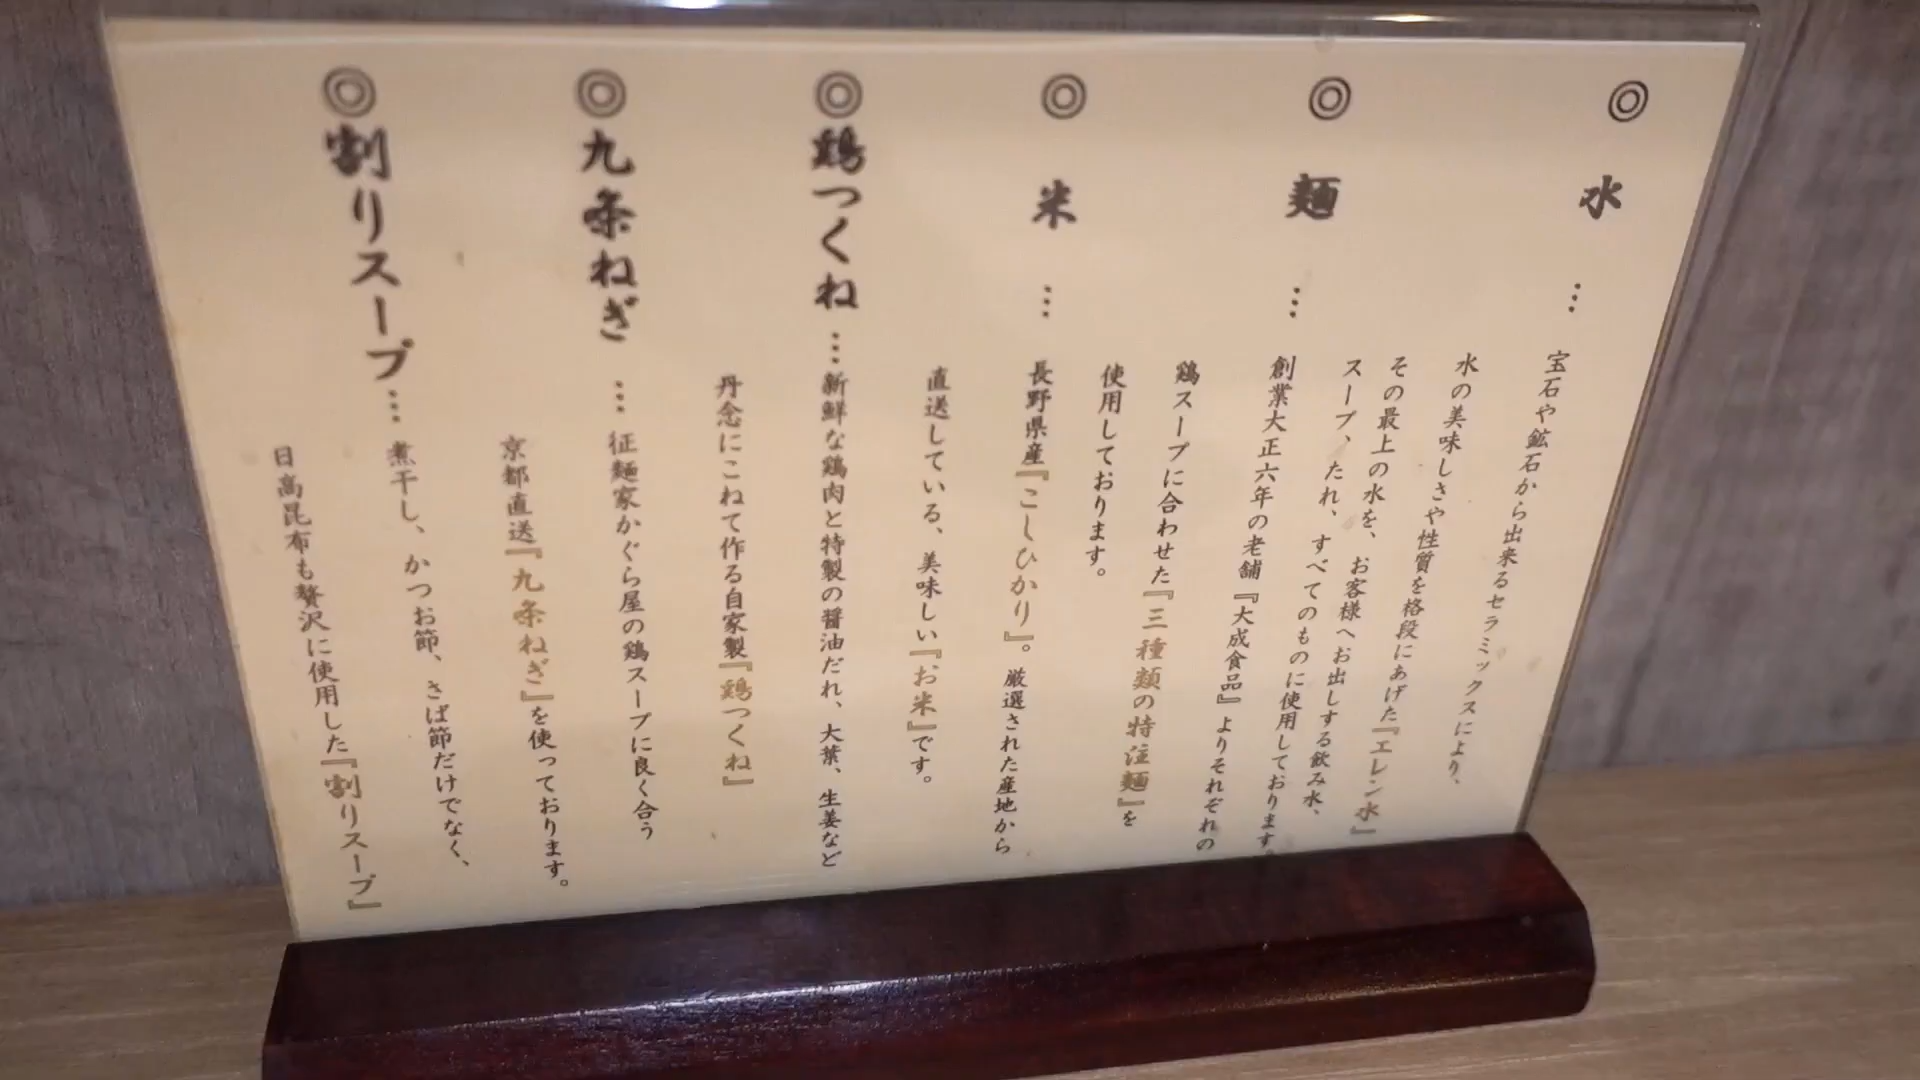 ◎水…宝石や鉱石から出来るセラミックスにより、
水の美味しさや性質を格段にあげた『エレン水』
その最上の水を、お客様へお出しする飲み水、
スープ、たれ、すべてのものに使用しております。
◎麺…創業大正六年の老舗『大成食品』よりそれぞれの
鶏スープに合わせた『三種類の特注麺』を
使用しております。
◎米…長野県産『こしひかり』。厳選された産地から
直送している、美味しい『お米』です。
◎鶏つくね…新鮮な鶏肉と特製の醤油だれ、大葉、生姜など
丹念にこねて作る自家製『鶏つくね』
◎九条ねぎ…征麺家かぐら屋の鶏スープに良く合う
京都直送『九条ねぎ』を使っております。
◎割りスープ…煮干し、かつお節、さば節だけでなく、
日高昆布も贅沢に使用した『割りスープ』